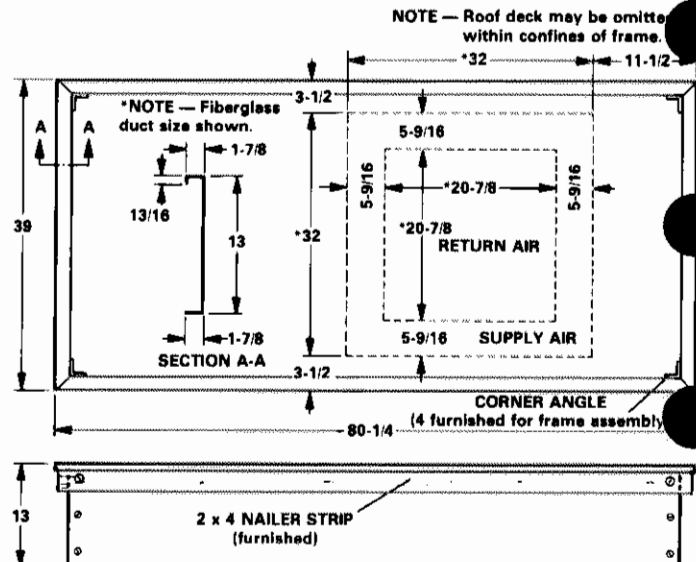 NOTE — Roof deck may be omitte
within confines of frame.
*32
11-1/2
3-1/2
*NOTE — Fiberglass
duct size shown.
A
A
1-7/8
5-9/16
5-9/16
*20-7/8
5-9/16
13/16
39
13
*32
*20-7/8
RETURN AIR
1-7/8
5-9/16
SUPPLY AIR
SECTION A-A
3-1/2
CORNER ANGLE
(4 furnished for frame assembly
80-1/4
13
2 x 4 NAILER STRIP
(furnished)